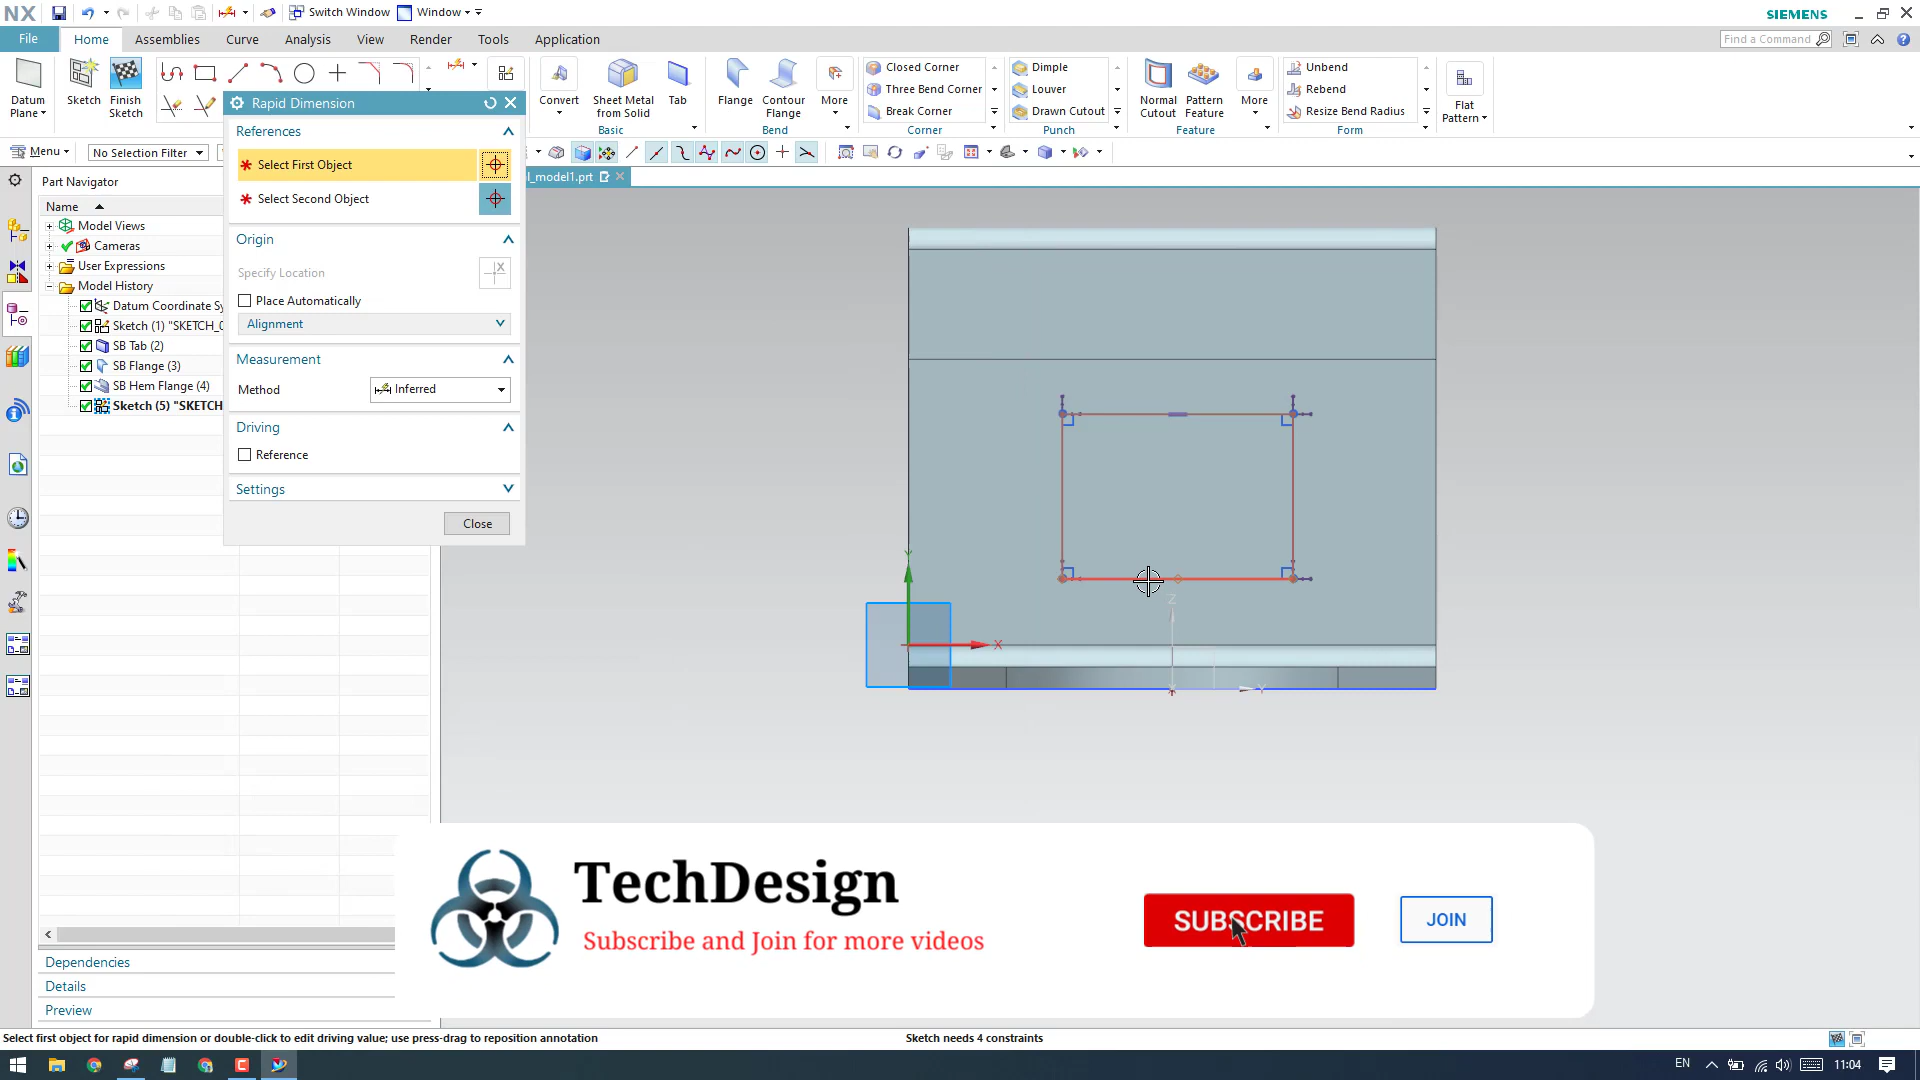 NX
Switch Window
Window
SIEMENS
File
Home
Assemblies
Curve
Analysis
View
Render
Tools
Application
Find a Command
Datum
Plane
Sketch
Finish
Sketch
Convert
Sheet Metal
from Solid
Tab
Basic
Flange
Contour
Flange
More
Bend
Closed Corner
Three Bend Corner
Break Corner
Corner
Dimple
Louver
Drawn Cutout
Punch
Normal
Cutout
Pattern
Feature
More
Feature
Unbend
Rebend
Resize Bend Radius
Form
Flat
Pattern
Menu
No Selection Filter
l_model1.prt
Rapid Dimension
References
* Select First Object
* Select Second Object
Origin
Specify Location
Place Automatically
Alignment
Measurement
Method
Inferred
Driving
Reference
Settings
Close
Part Navigator
Name
Model Views
Cameras
User Expressions
Model History
Datum Coordinate Sy
Sketch (1) "SKETCH_0
SB Tab (2)
SB Flange (3)
SB Hem Flange (4)
Sketch (5) "SKETCH
Dependencies
Details
Preview
Y
X
Z
Y
TechDesign
Subscribe and Join for more videos
SUBSCRIBE
JOIN
Select first object for rapid dimension or double-click to edit driving value; use press-drag to reposition annotation
Sketch needs 4 constraints
EN
11:04